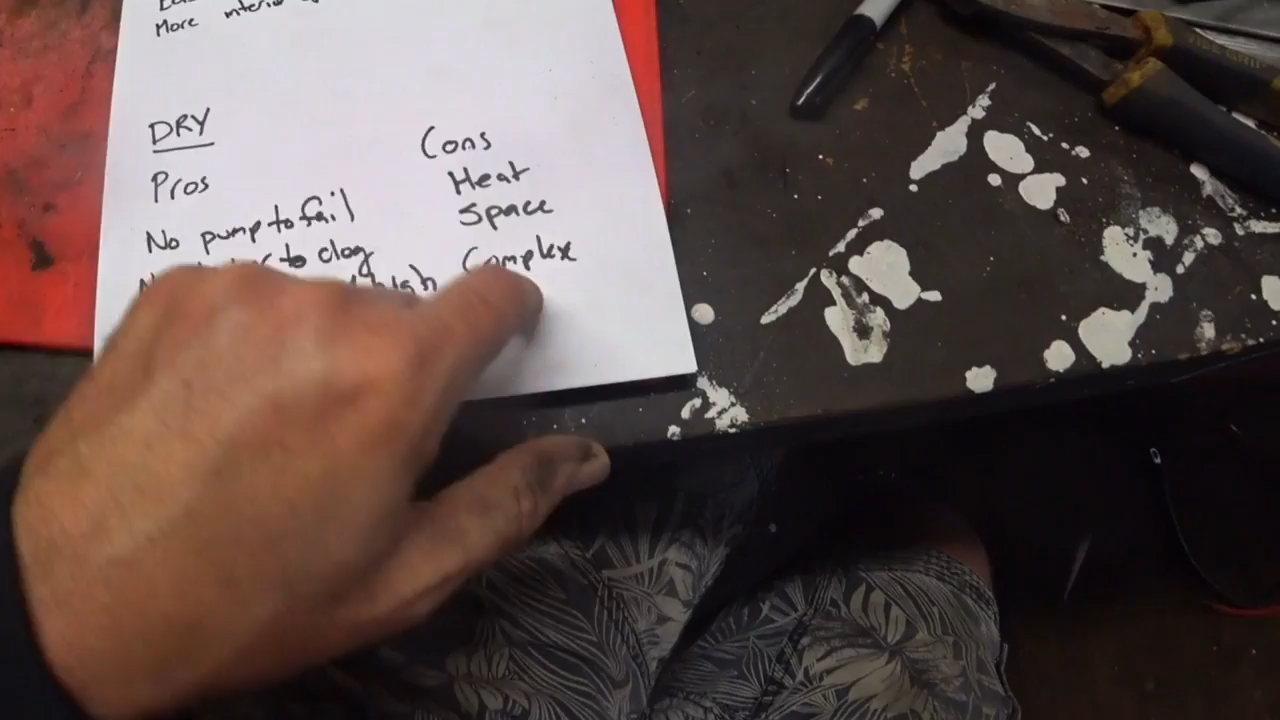 More
DRY
Pros
No pump to fail
to clog
Cons
Heat
Space
Complex